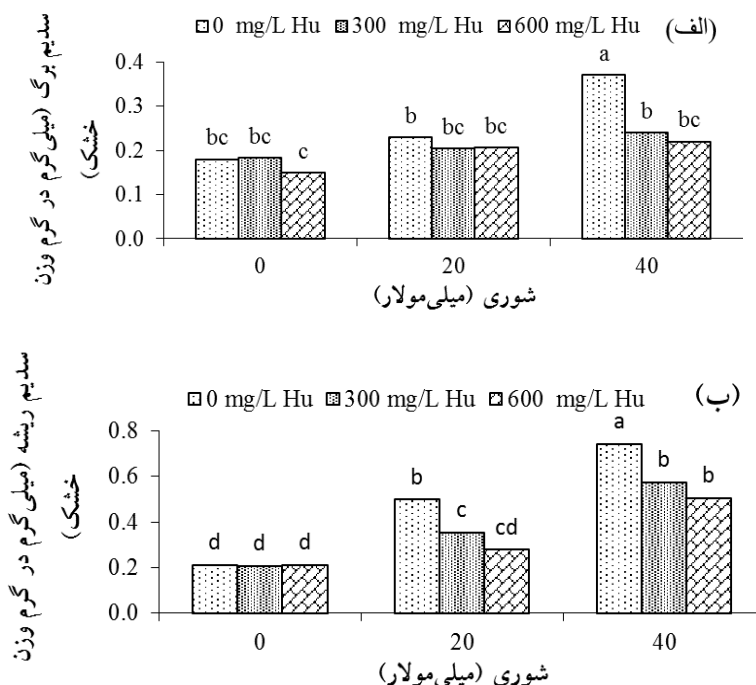 0 mg/L Hu 300 mg/L Hu 600 mg/L Hu (الف)
سدیم برگ (میلی‌گرم در گرم وزن
خشک)
0.4
0.3
0.2
0.1
0.0
bc bc c b bc bc a b bc
0 20 40
شوری (میلی‌مولار)
0 mg/L Hu 300 mg/L Hu 600 mg/L Hu (ب)
سدیم ریشه (میلی‌گرم در گرم وزن
خشک)
0.8
0.6
0.4
0.2
0.0
d d d b c cd a b b
0 20 40
شوری (میلی‌مولار)